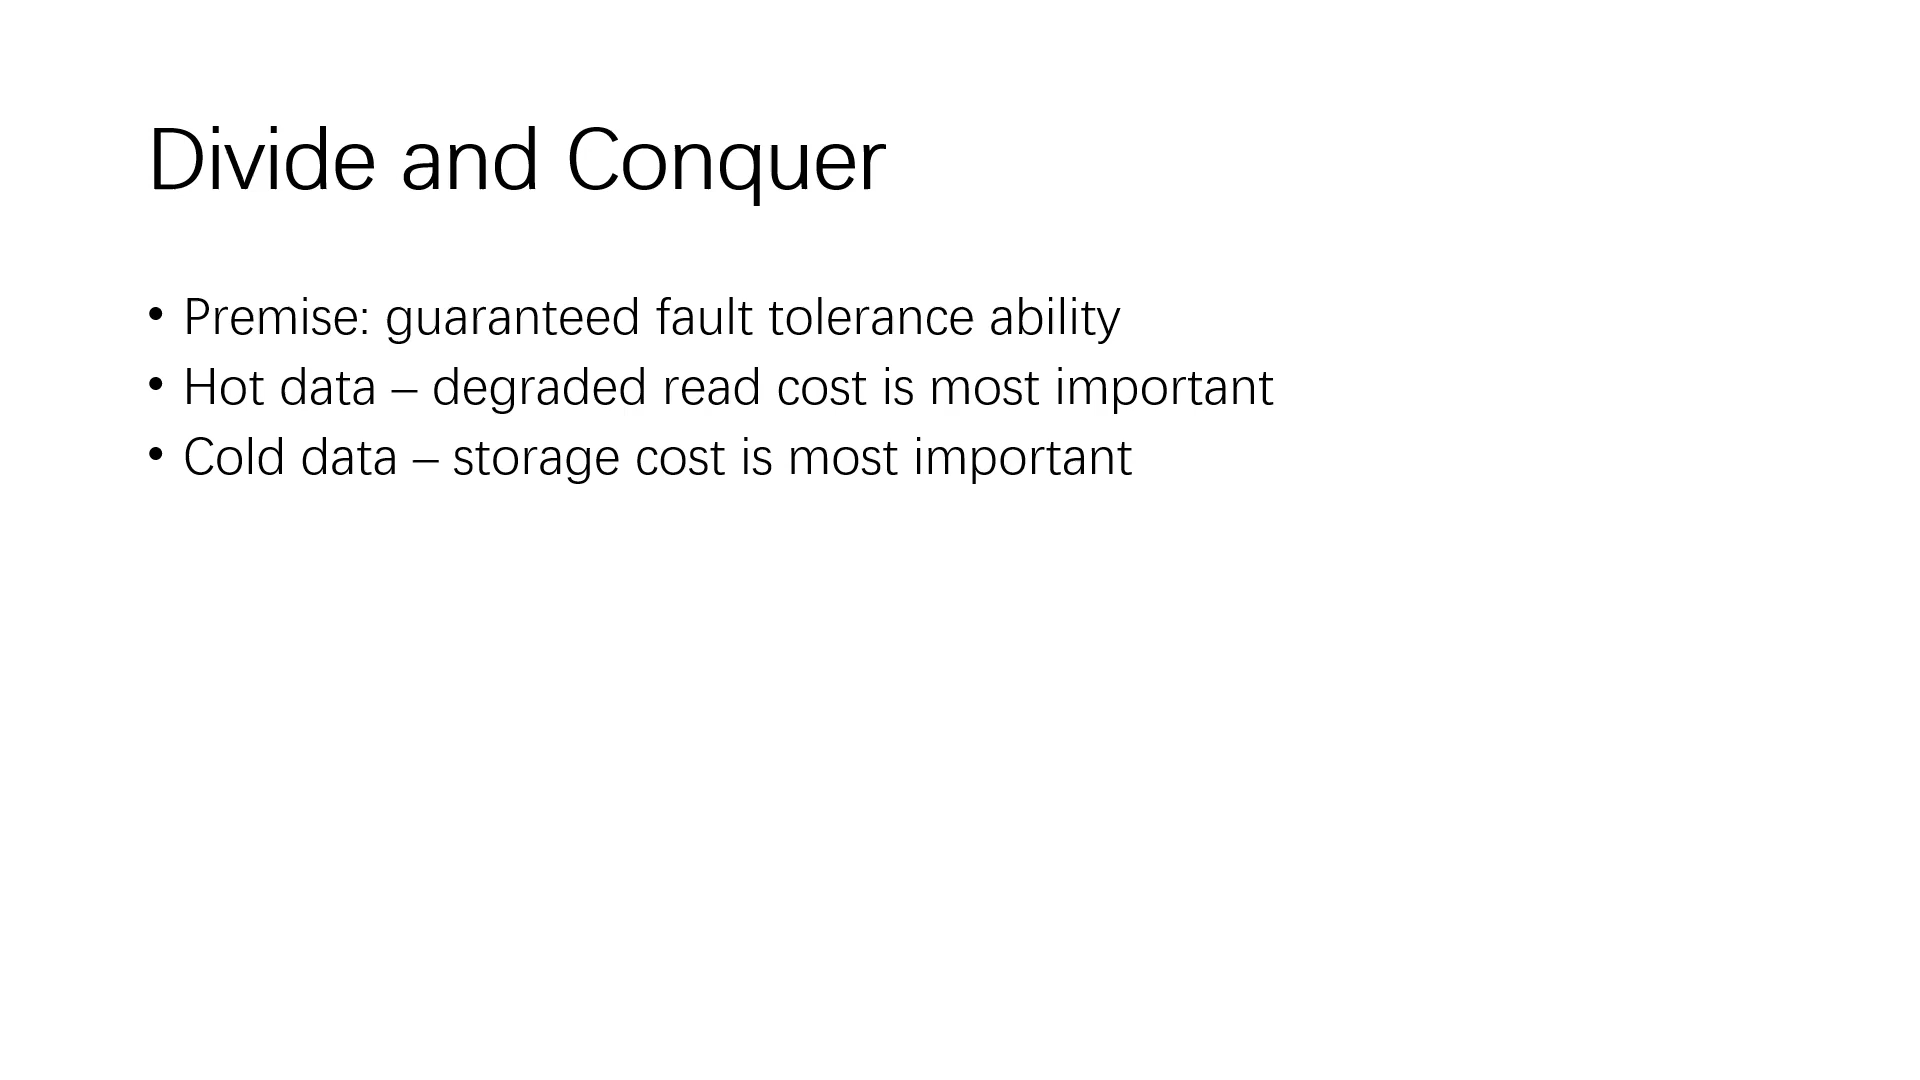 Divide and Conquer
• Premise: guaranteed fault tolerance ability
• Hot data – degraded read cost is most important
• Cold data – storage cost is most important